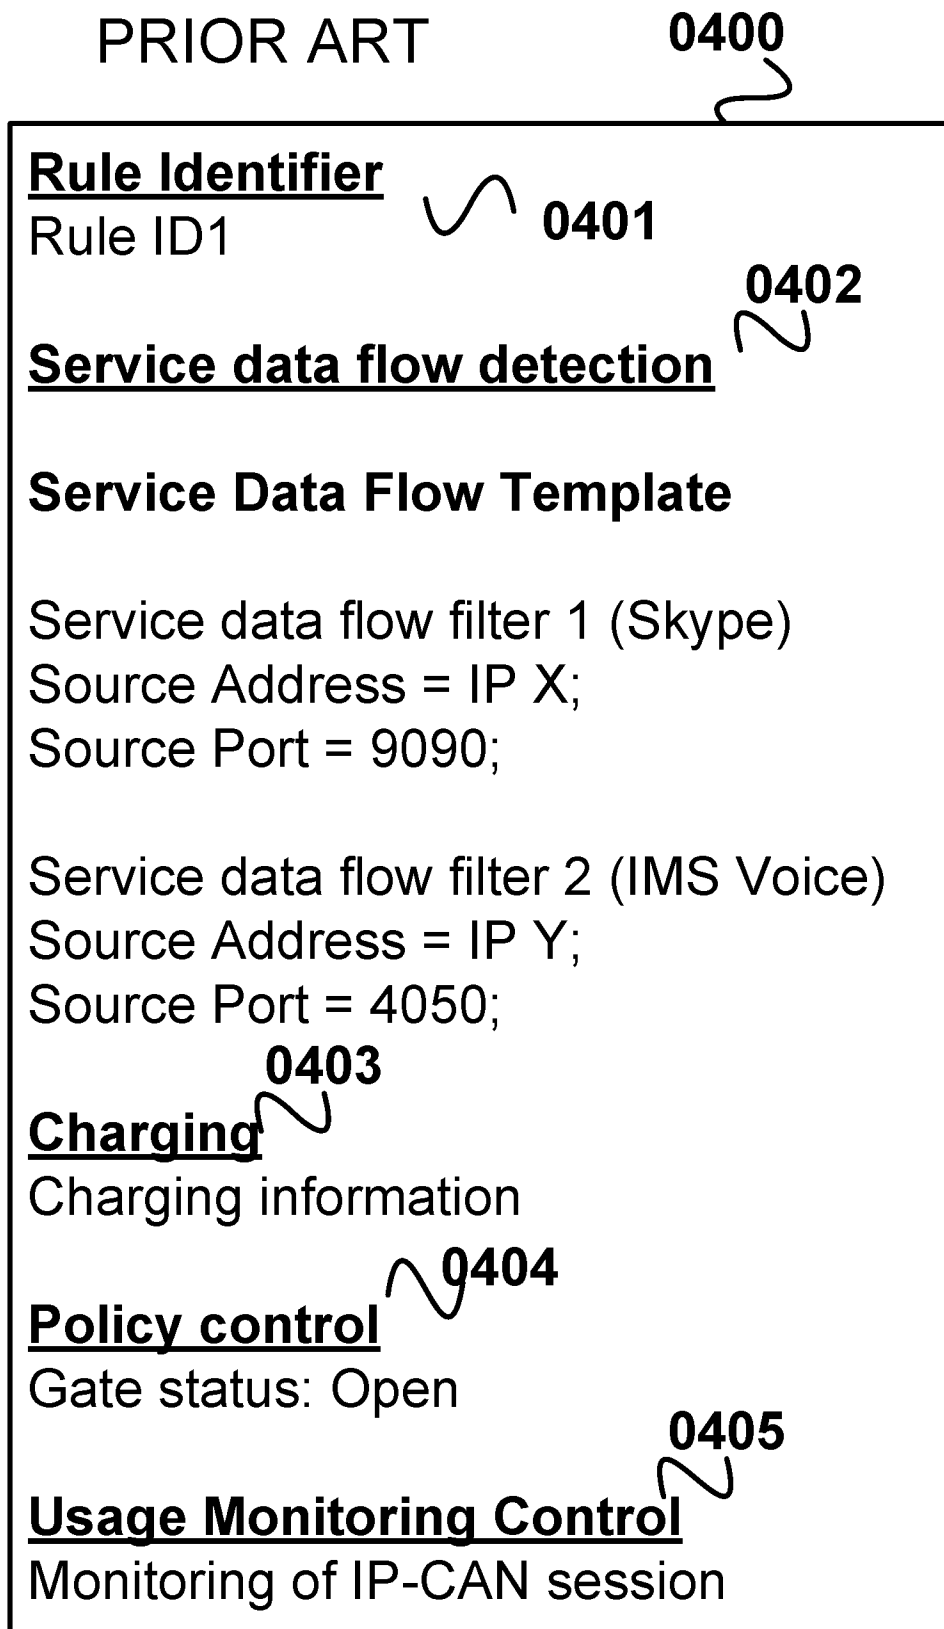 PRIOR ART 0400
Rule Identifier
Rule ID1 0401
0402
Service data flow detection
Service Data Flow Template
Service data flow filter 1 (Skype)
Source Address = IP X;
Source Port = 9090;
Service data flow filter 2 (IMS Voice)
Source Address = IP Y;
Source Port = 4050;
0403
Charging
Charging information
0404
Policy control
Gate status: Open
0405
Usage Monitoring Control
Monitoring of IP-CAN session